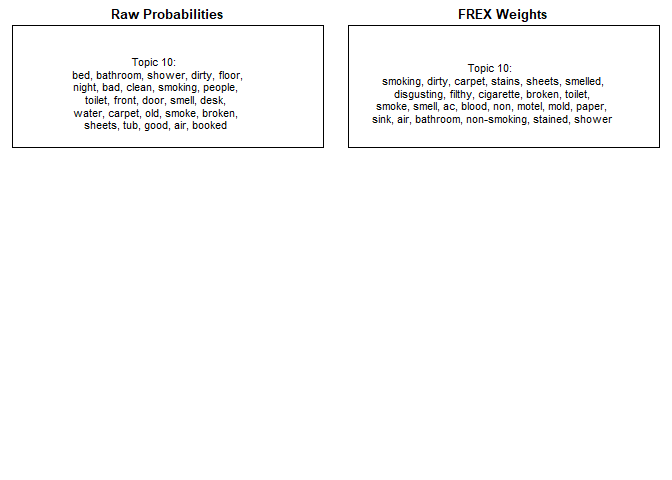 Raw Probabilities
Topic 10:
bed, bathroom, shower, dirty, floor,
night, bad, clean, smoking, people,
toilet, front, door, smell, desk,
water, carpet, old, smoke, broken,
sheets, tub, good, air, booked
FREX Weights
Topic 10:
smoking, dirty, carpet, stains, sheets, smelled,
disgusting, filthy, cigarette, broken, toilet,
smoke, smell, ac, blood, non, motel, mold, paper,
sink, air, bathroom, non-smoking, stained, shower